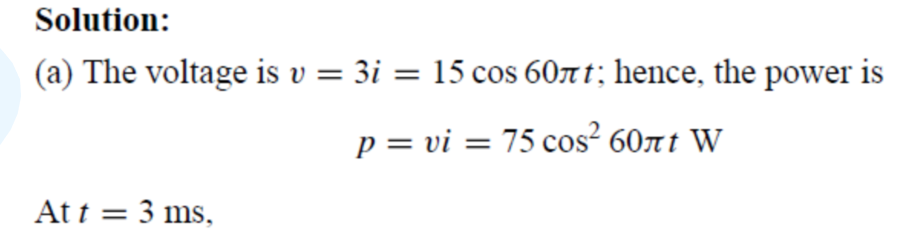 Solution:
(a) The voltage is v = 3i = 15 cos 60πt; hence, the power is
p = vi = 75 cos² 60πt W
At t = 3 ms,